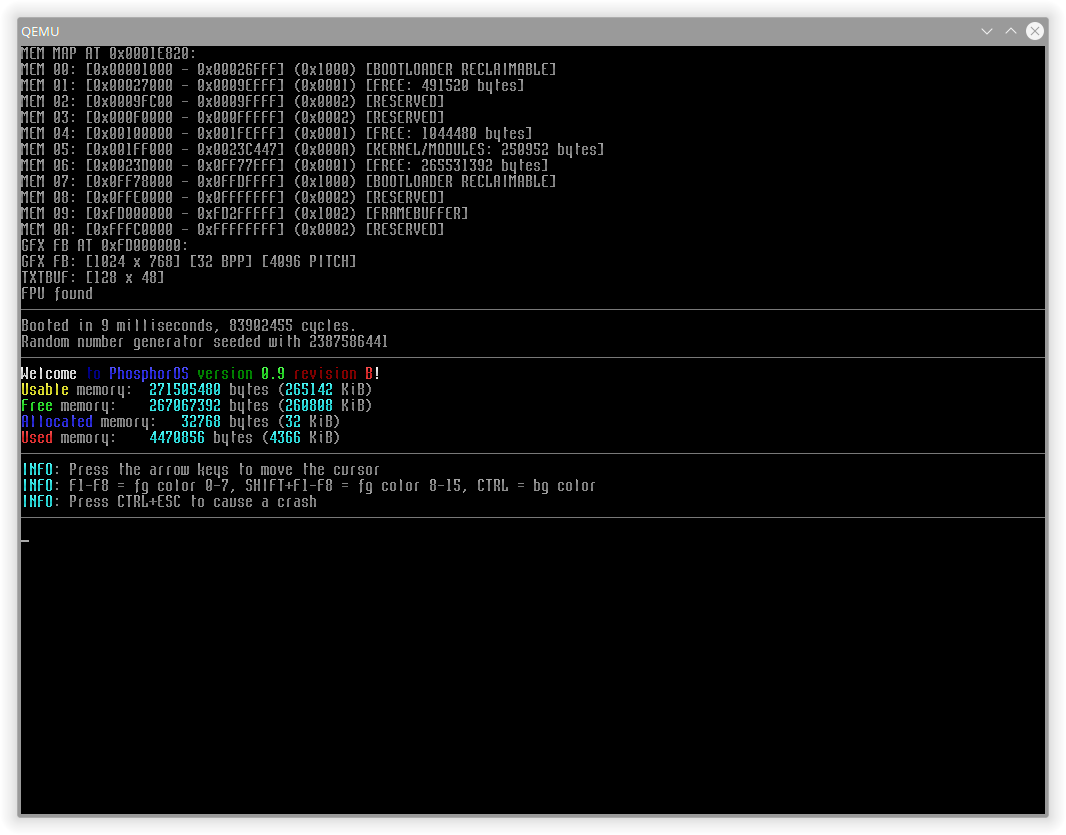 QEMU
MEM MAP AT 0x0001E820:
MEM 00: [0x00001000 - 0x00026FFF] (0x1000) [BOOTLOADER RECLAIMABLE]
MEM 01: [0x00027000 - 0x0009EFFF] (0x0001) [FREE: 491520 bytes]
MEM 02: [0x0009FC00 - 0x0009FFFF] (0x0002) [RESERVED]
MEM 03: [0x000F0000 - 0x000FFFFF] (0x0002) [RESERVED]
MEM 04: [0x00100000 - 0x001FEFFF] (0x0001) [FREE: 1044480 bytes]
MEM 05: [0x001FF000 - 0x0023C447] (0x000A) [KERNEL/MODULES: 250952 bytes]
MEM 06: [0x0023D000 - 0x0FF77FFF] (0x0001) [FREE: 265531392 bytes]
MEM 07: [0x0FF78000 - 0x0FFDFFFF] (0x1000) [BOOTLOADER RECLAIMABLE]
MEM 08: [0x0FFE0000 - 0x0FFFFFFF] (0x0002) [RESERVED]
MEM 09: [0xFD000000 - 0xFD2FFFFF] (0x1002) [FRAMEBUFFER]
MEM 0A: [0xFFFC0000 - 0xFFFFFFFF] (0x0002) [RESERVED]
GFX FB AT 0xFD000000:
GFX FB: [1024 x 768] [32 BPP] [4096 PITCH]
TXTBUF: [128 x 48]
FPU found
Booted in 9 milliseconds, 83902455 cycles.
Random number generator seeded with 2387586441
Welcome to PhosphorOS version 0.9 revision B!
Usable memory: 271505480 bytes (265142 KiB)
Free memory: 267067392 bytes (260808 KiB)
Allocated memory: 32768 bytes (32 KiB)
Used memory: 4470856 bytes (4366 KiB)
INFO: Press the arrow keys to move the cursor
INFO: F1-F8 = fg color 0-7, SHIFT+F1-F8 = fg color 8-15, CTRL = bg color
INFO: Press CTRL+ESC to cause a crash
_